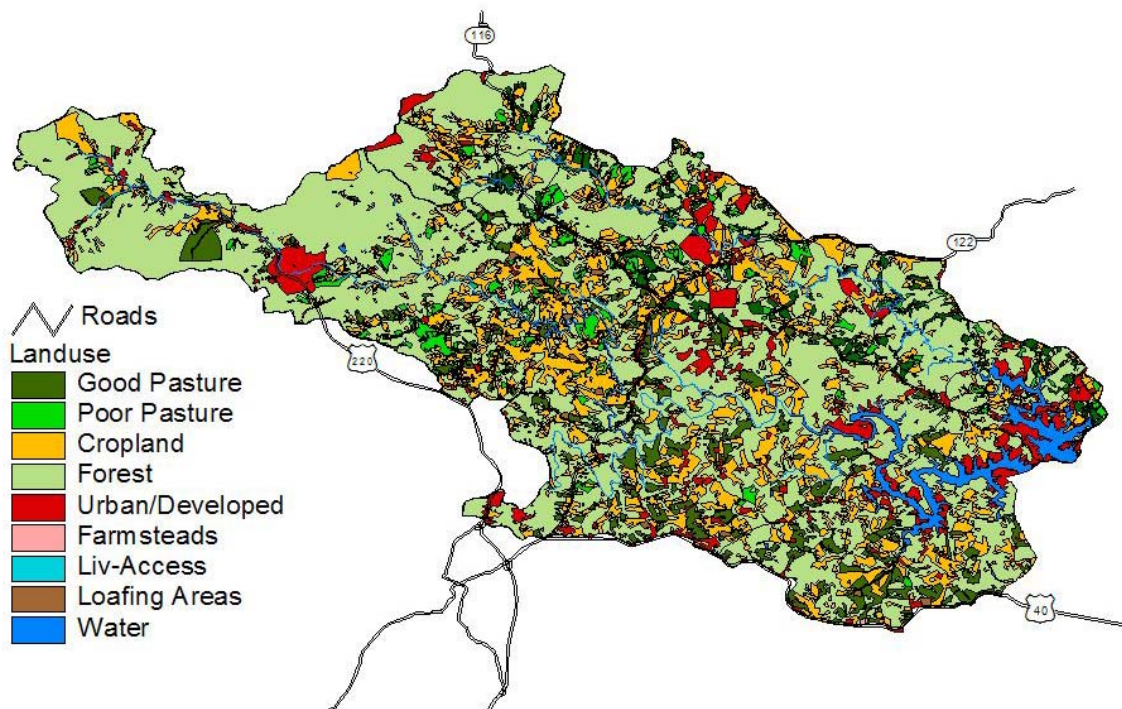 116
122
Roads
Landuse
220
Good Pasture
Poor Pasture
Cropland
Forest
Urban/Developed
Farmsteads
Liv-Access
Loafing Areas
40
Water